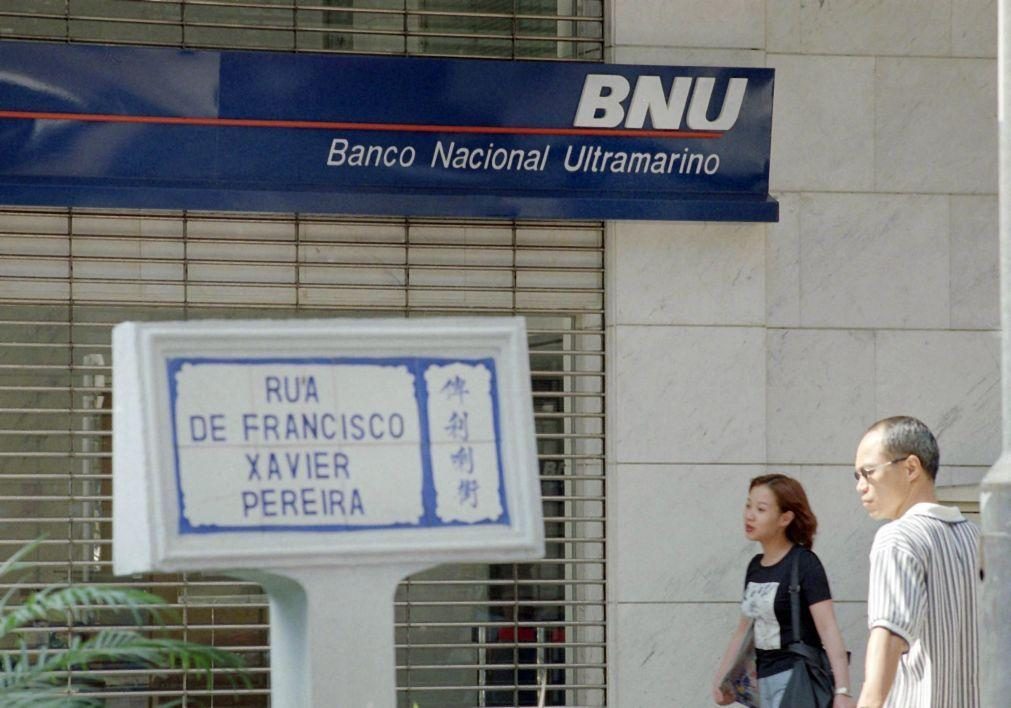 BNU
Banco Nacional Ultramarino
RUA
DE FRANCISCO
XAVIER
PEREIRA
俾利喇街